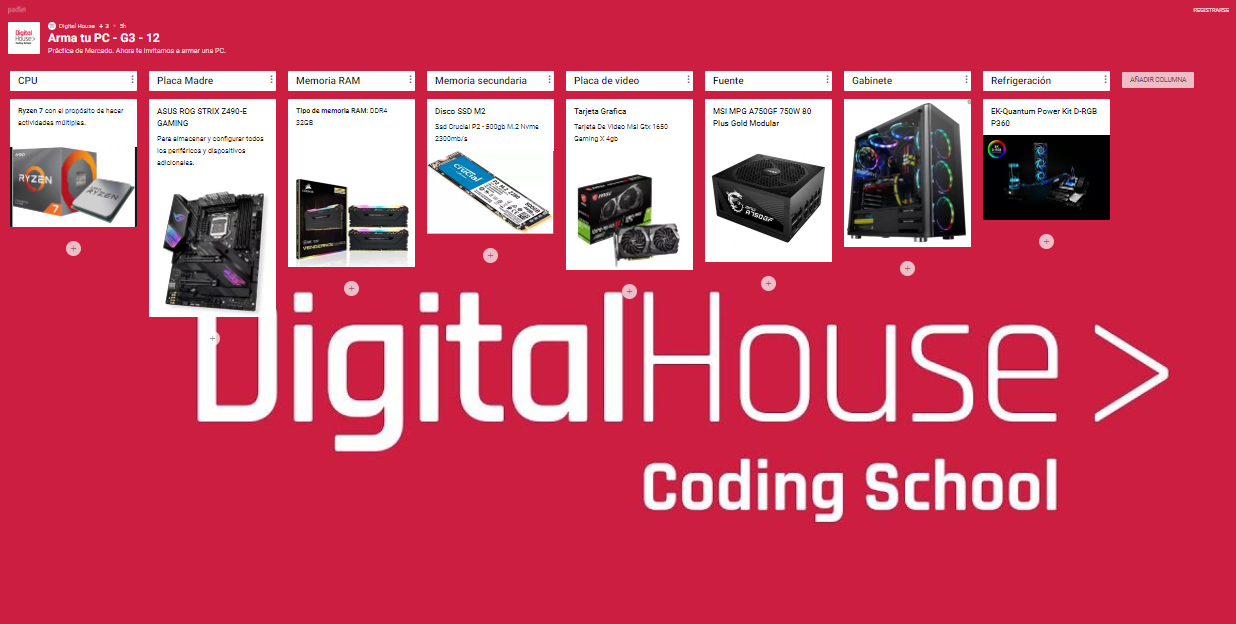 padlet
REGISTRARSE
Digital House + 3 • 5h
Arma tu PC - G3 - 12
Práctica de Mercado. Ahora te invitamos a armar una PC.
Digital
House>
Coding School
CPU
Ryzen 7 con el propósito de hacer
actividades múltiples.
AMD
RYZEN
7
RYZEN
Placa Madre
ASUS ROG STRIX Z490-E
GAMING
Para almacenar y configurar todos
los periféricos y dispositivos
adicionales.
Memoria RAM
Tipo de memoria RAM: DDR4
32GB
CORSAIR
VENGEANCE
Memoria secundaria
Disco SSD M2
Ssd Crucial P2 - 500gb M.2 Nvme
2300mb/s
crucial
Placa de video
Tarjeta Grafica
Tarjeta De Video Msi Gtx 1650
Gaming X 4gb
Fuente
MSI MPG A750GF 750W 80
Plus Gold Modular
A750GF
Gabinete
Refrigeración
EK-Quantum Power Kit D-RGB
P360
AÑADIR COLUMNA
DigitalHouse>
Coding School